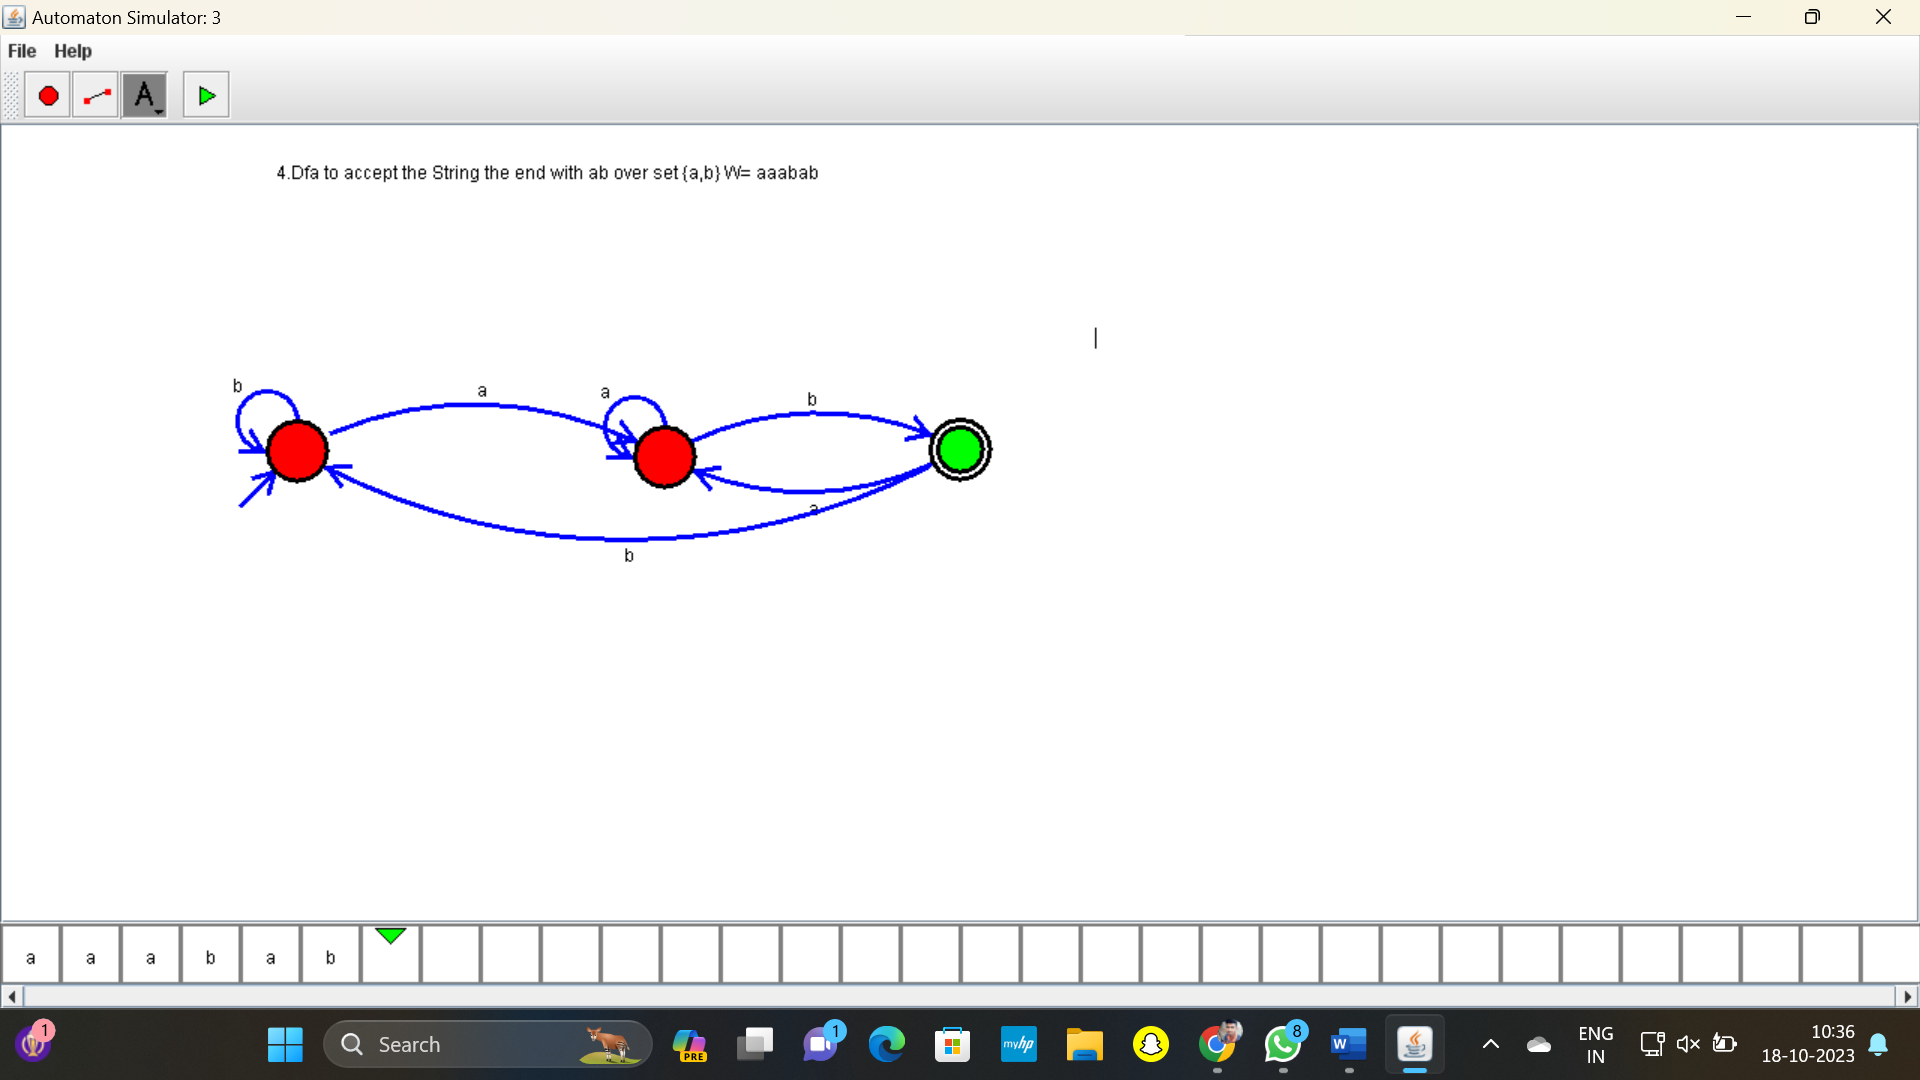 Automaton Simulator: 3
File Help
A
4.Dfa to accept the String the end with ab over set {a,b} W= aaabab
b a a b
a
b
a a a b a b
1 Search PRE 1 myhp 8 W ENG 10:36
IN 18-10-2023